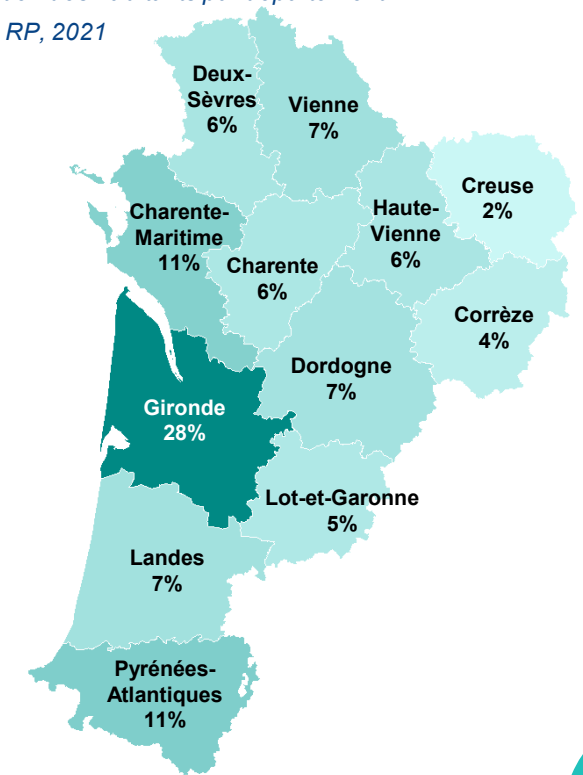 RP, 2021
Deux-
Sèvres
6%
Vienne
7%
Creuse
2%
Charente-
Maritime
11%
Charente
6%
Haute-
Vienne
6%
Corrèze
4%
Dordogne
7%
Gironde
28%
Lot-et-Garonne
5%
Landes
7%
Pyrénées-
Atlantiques
11%